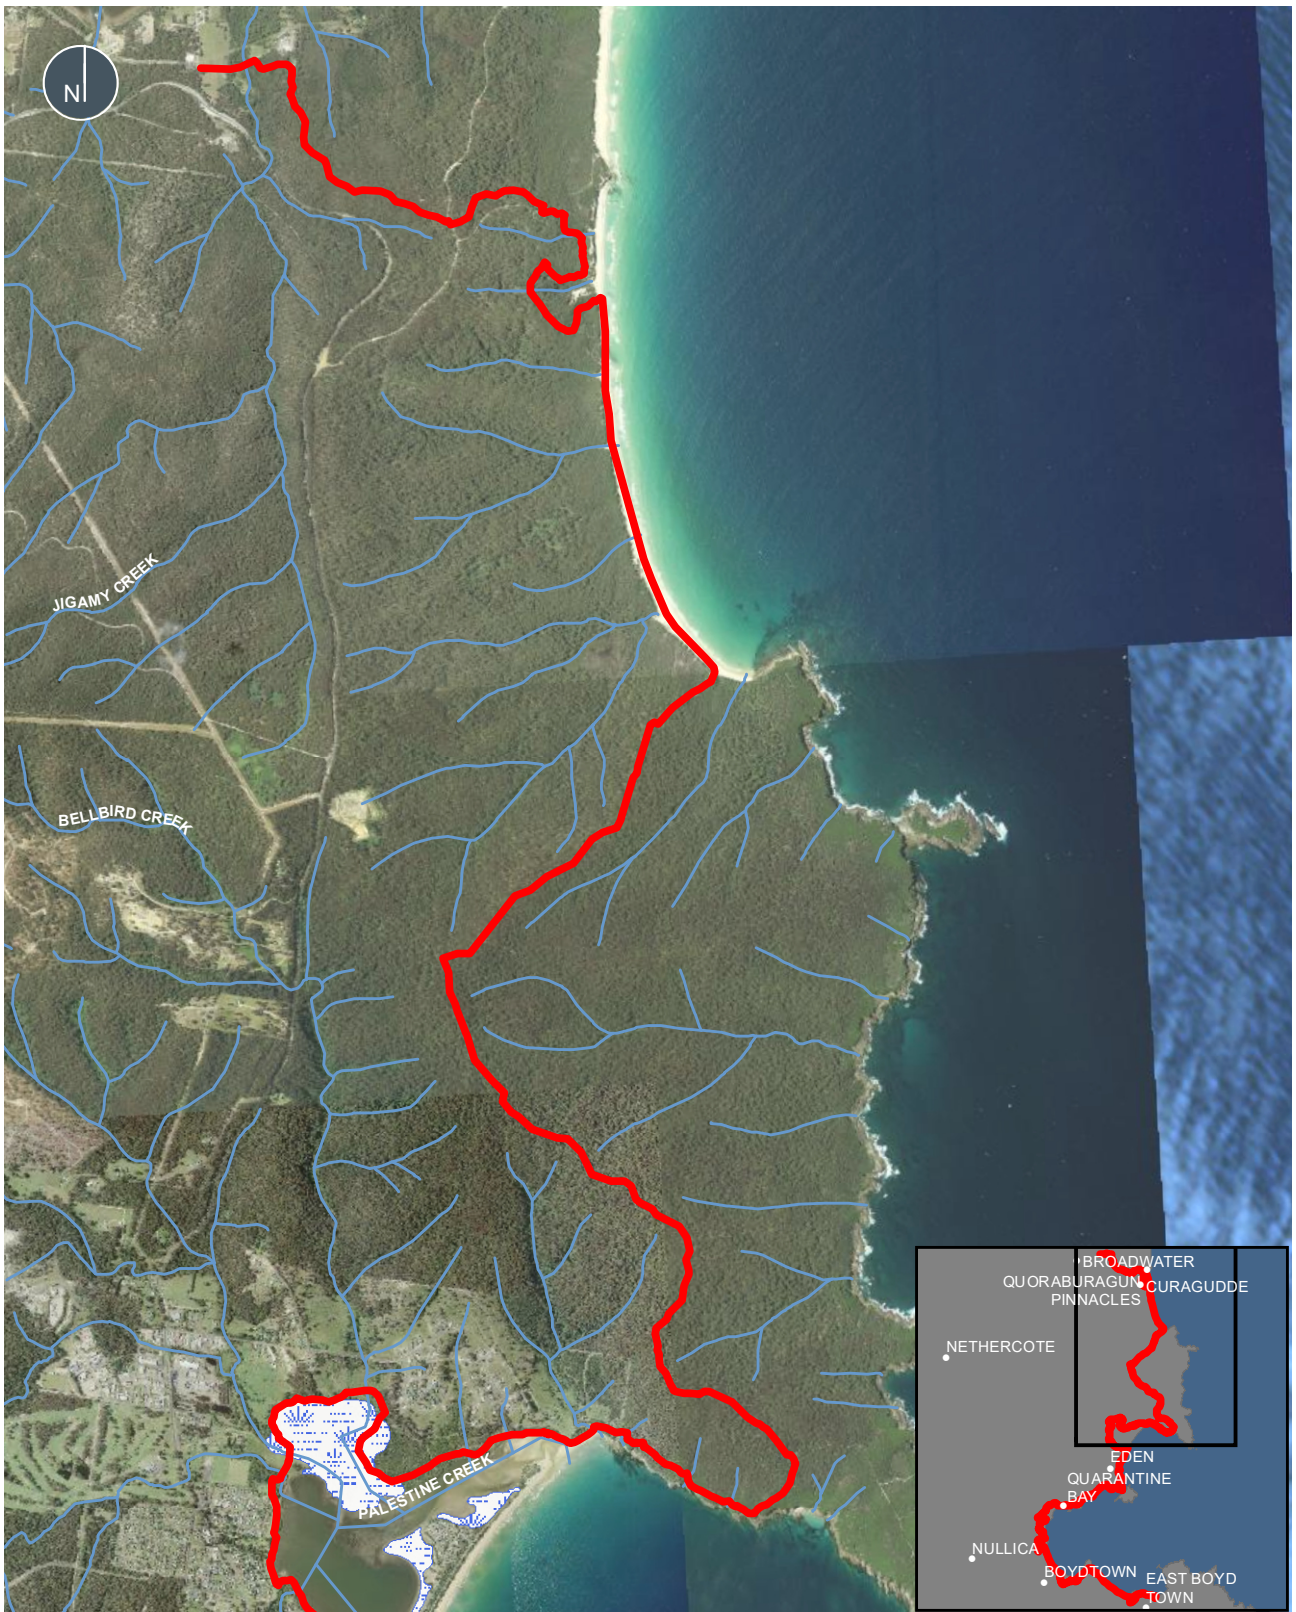 N
JIGAMY CREEK
BELLBIRD CREEK
PALESTINE CREEK
BROADWATER
QUORABURAGUN
PINNACLES
CURAGUDDE
NETHERCOTE
EDEN
QUARANTINE
BAY
NULLICA
BOYDTOWN
EAST BOYD
TOWN